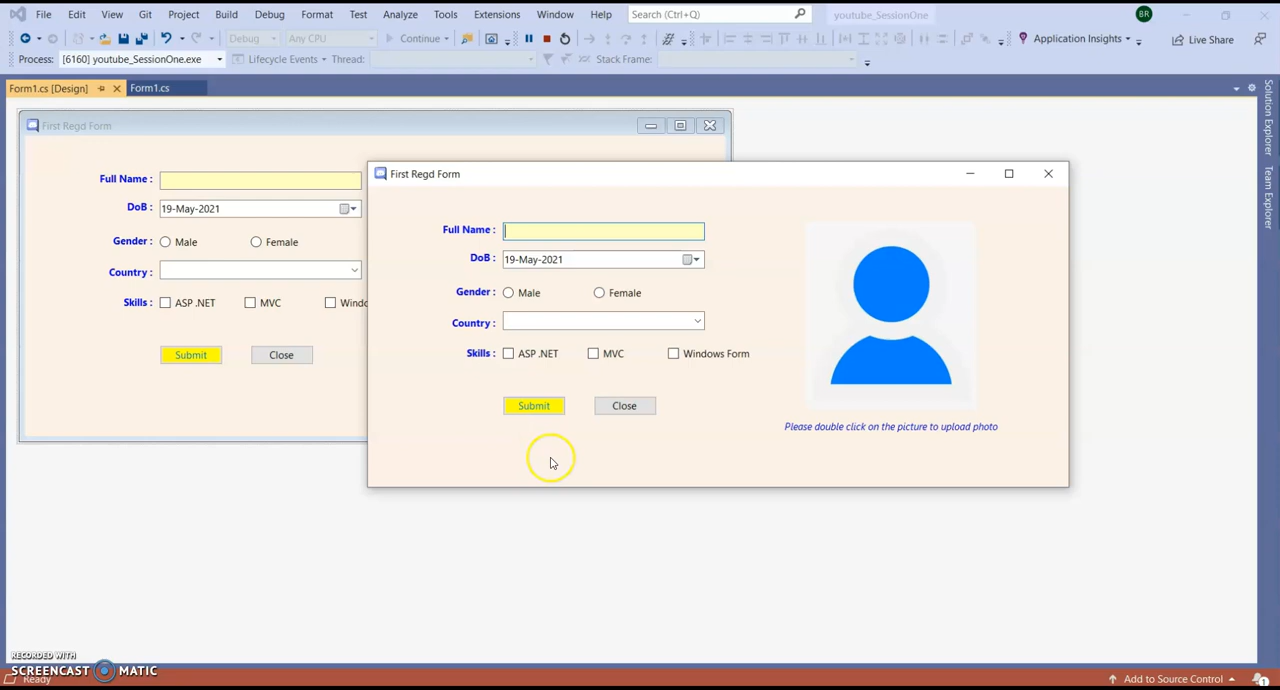 File Edit View Git Project Build Debug Format Test Analyze Tools Extensions Window Help Search (Ctrl+Q) youtube_SessionOne BR
Debug Any CPU Continue Application Insights Live Share
Process: [6160] youtube_SessionOne.exe Lifecycle Events Thread: Stack Frame:
Form1.cs [Design] Form1.cs
Solution Explorer
Team Explorer
First Regd Form
Full Name :
DoB : 19-May-2021
Gender : Male Female
Country :
Skills : ASP .NET MVC Windo
Submit Close
First Regd Form
Full Name :
DoB : 19-May-2021
Gender : Male Female
Country :
Skills : ASP .NET MVC Windows Form
Submit Close
Please double click on the picture to upload photo
RECORDED WITH
SCREENCAST MATIC
Ready Add to Source Control 1